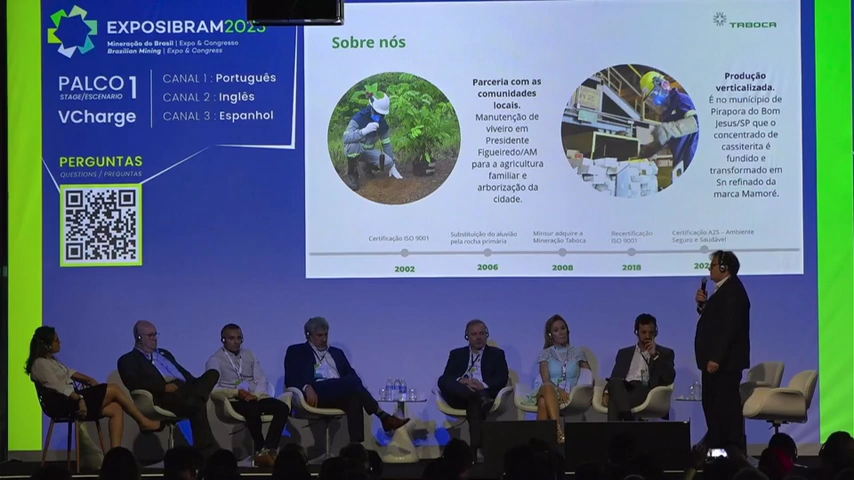 EXPOSIBRAM2023
Mineração do Brasil | Expo & Congresso
Brazilian Mining | Expo & Congress
PALCO 1
STAGE/ESCENARIO
VCharge
CANAL 1 : Português
CANAL 2 : Inglês
CANAL 3 : Espanhol
PERGUNTAS
QUESTIONS / PREGUNTAS
TABOCA
Sobre nós
Parceria com as
comunidades
locais.
Manutenção de
viveiro em
Presidente
Figueiredo/AM
para a agricultura
familiar e
arborização da
cidade.
Produção
verticalizada.
É no município de
Pirapora do Bom
Jesus/SP que o
concentrado de
cassiterita é
fundido e
transformado em
Sn refinado da
marca Mamoré.
Certificação ISO 9001
2002
Substituição do aluvião
pela rocha primária
2006
Minsur adquire a
Mineração Taboca
2008
Recertificação
ISO 9001
2018
Certificação A2S – Ambiente
Seguro e Saudável